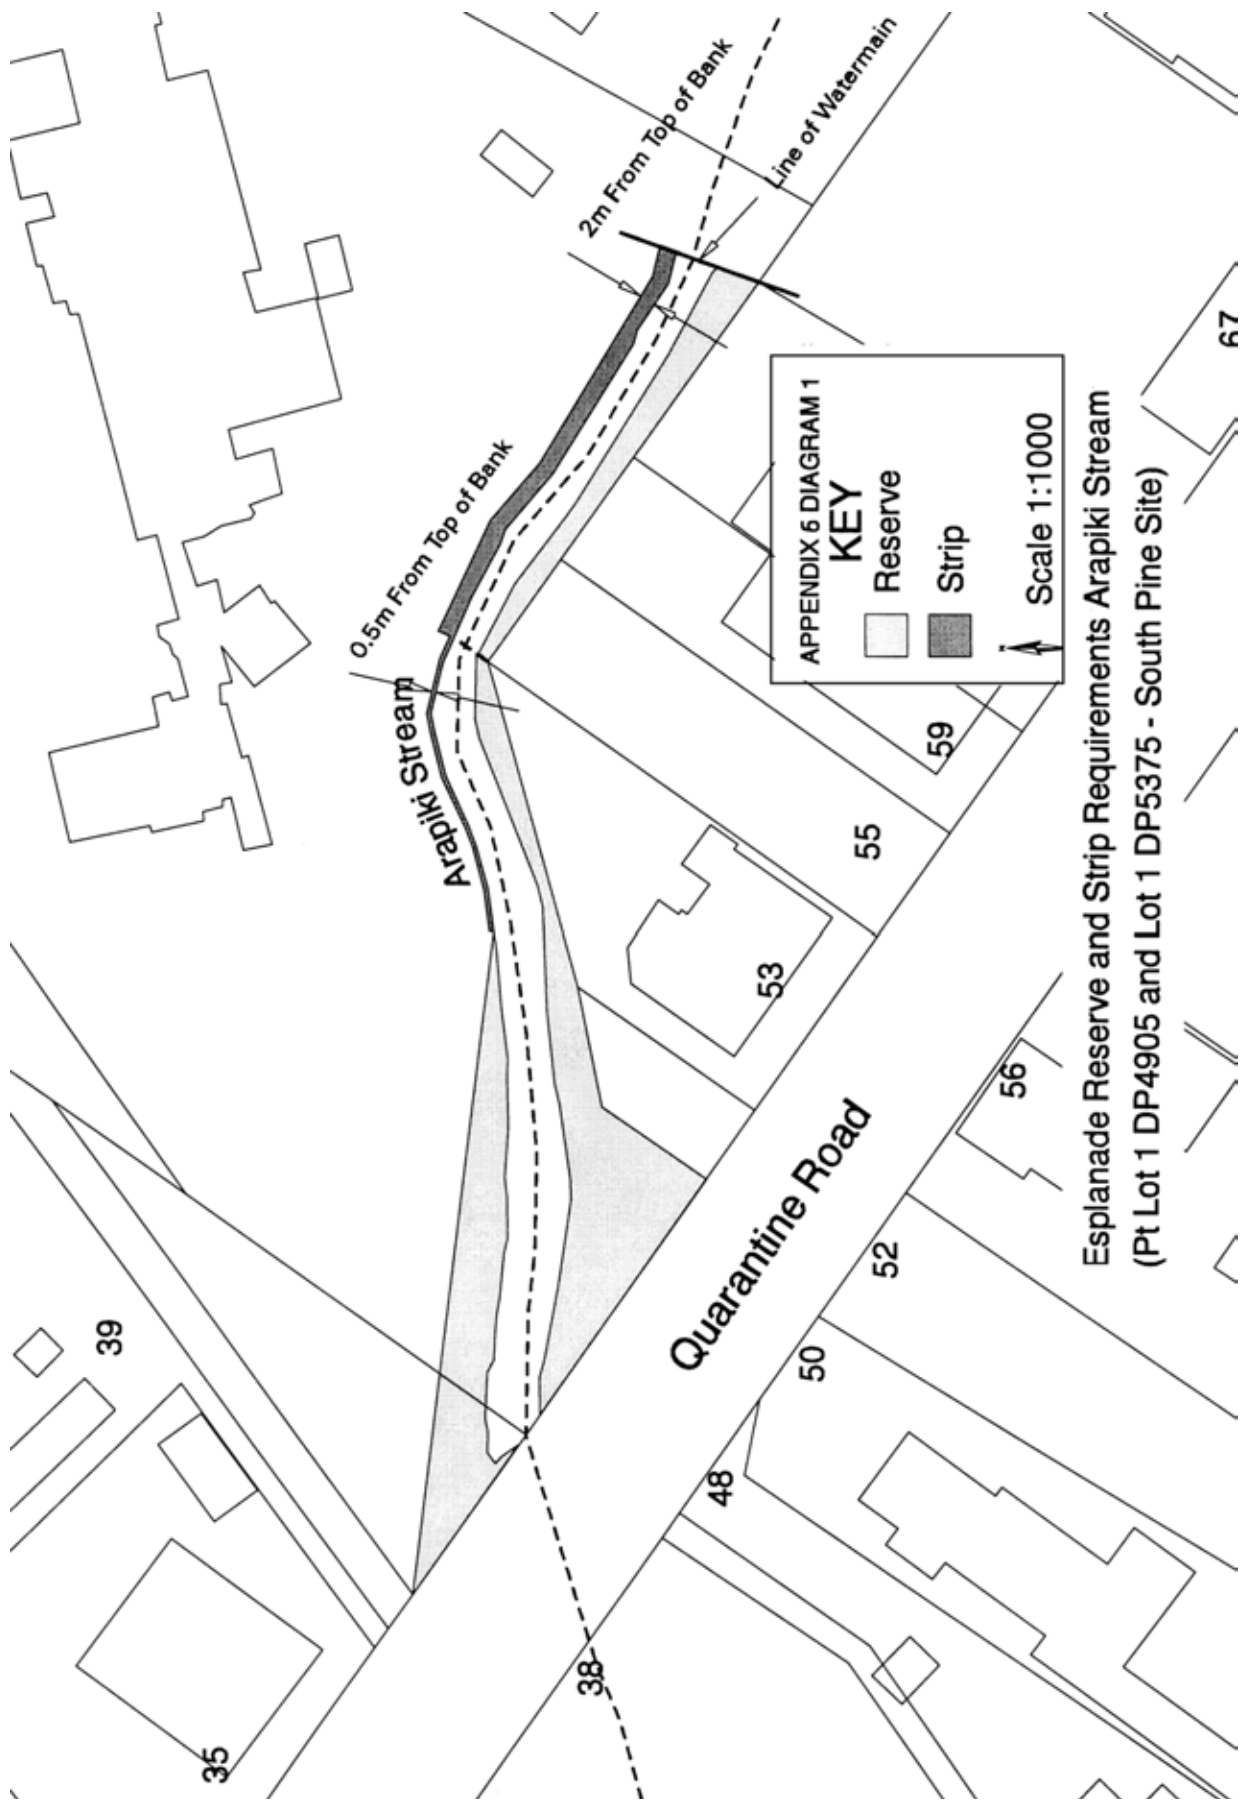 2m From Top of Bank
Line of Watermain
0.5m From Top of Bank
Arapiki Stream
APPENDIX 6 DIAGRAM 1
KEY
Reserve
Strip
Scale 1:1000
Esplanade Reserve and Strip Requirements Arapiki Stream
(Pt Lot 1 DP4905 and Lot 1 DP5375 - South Pine Site)
Quarantine Road
35
39
38
48
50
52
56
53
55
59
67